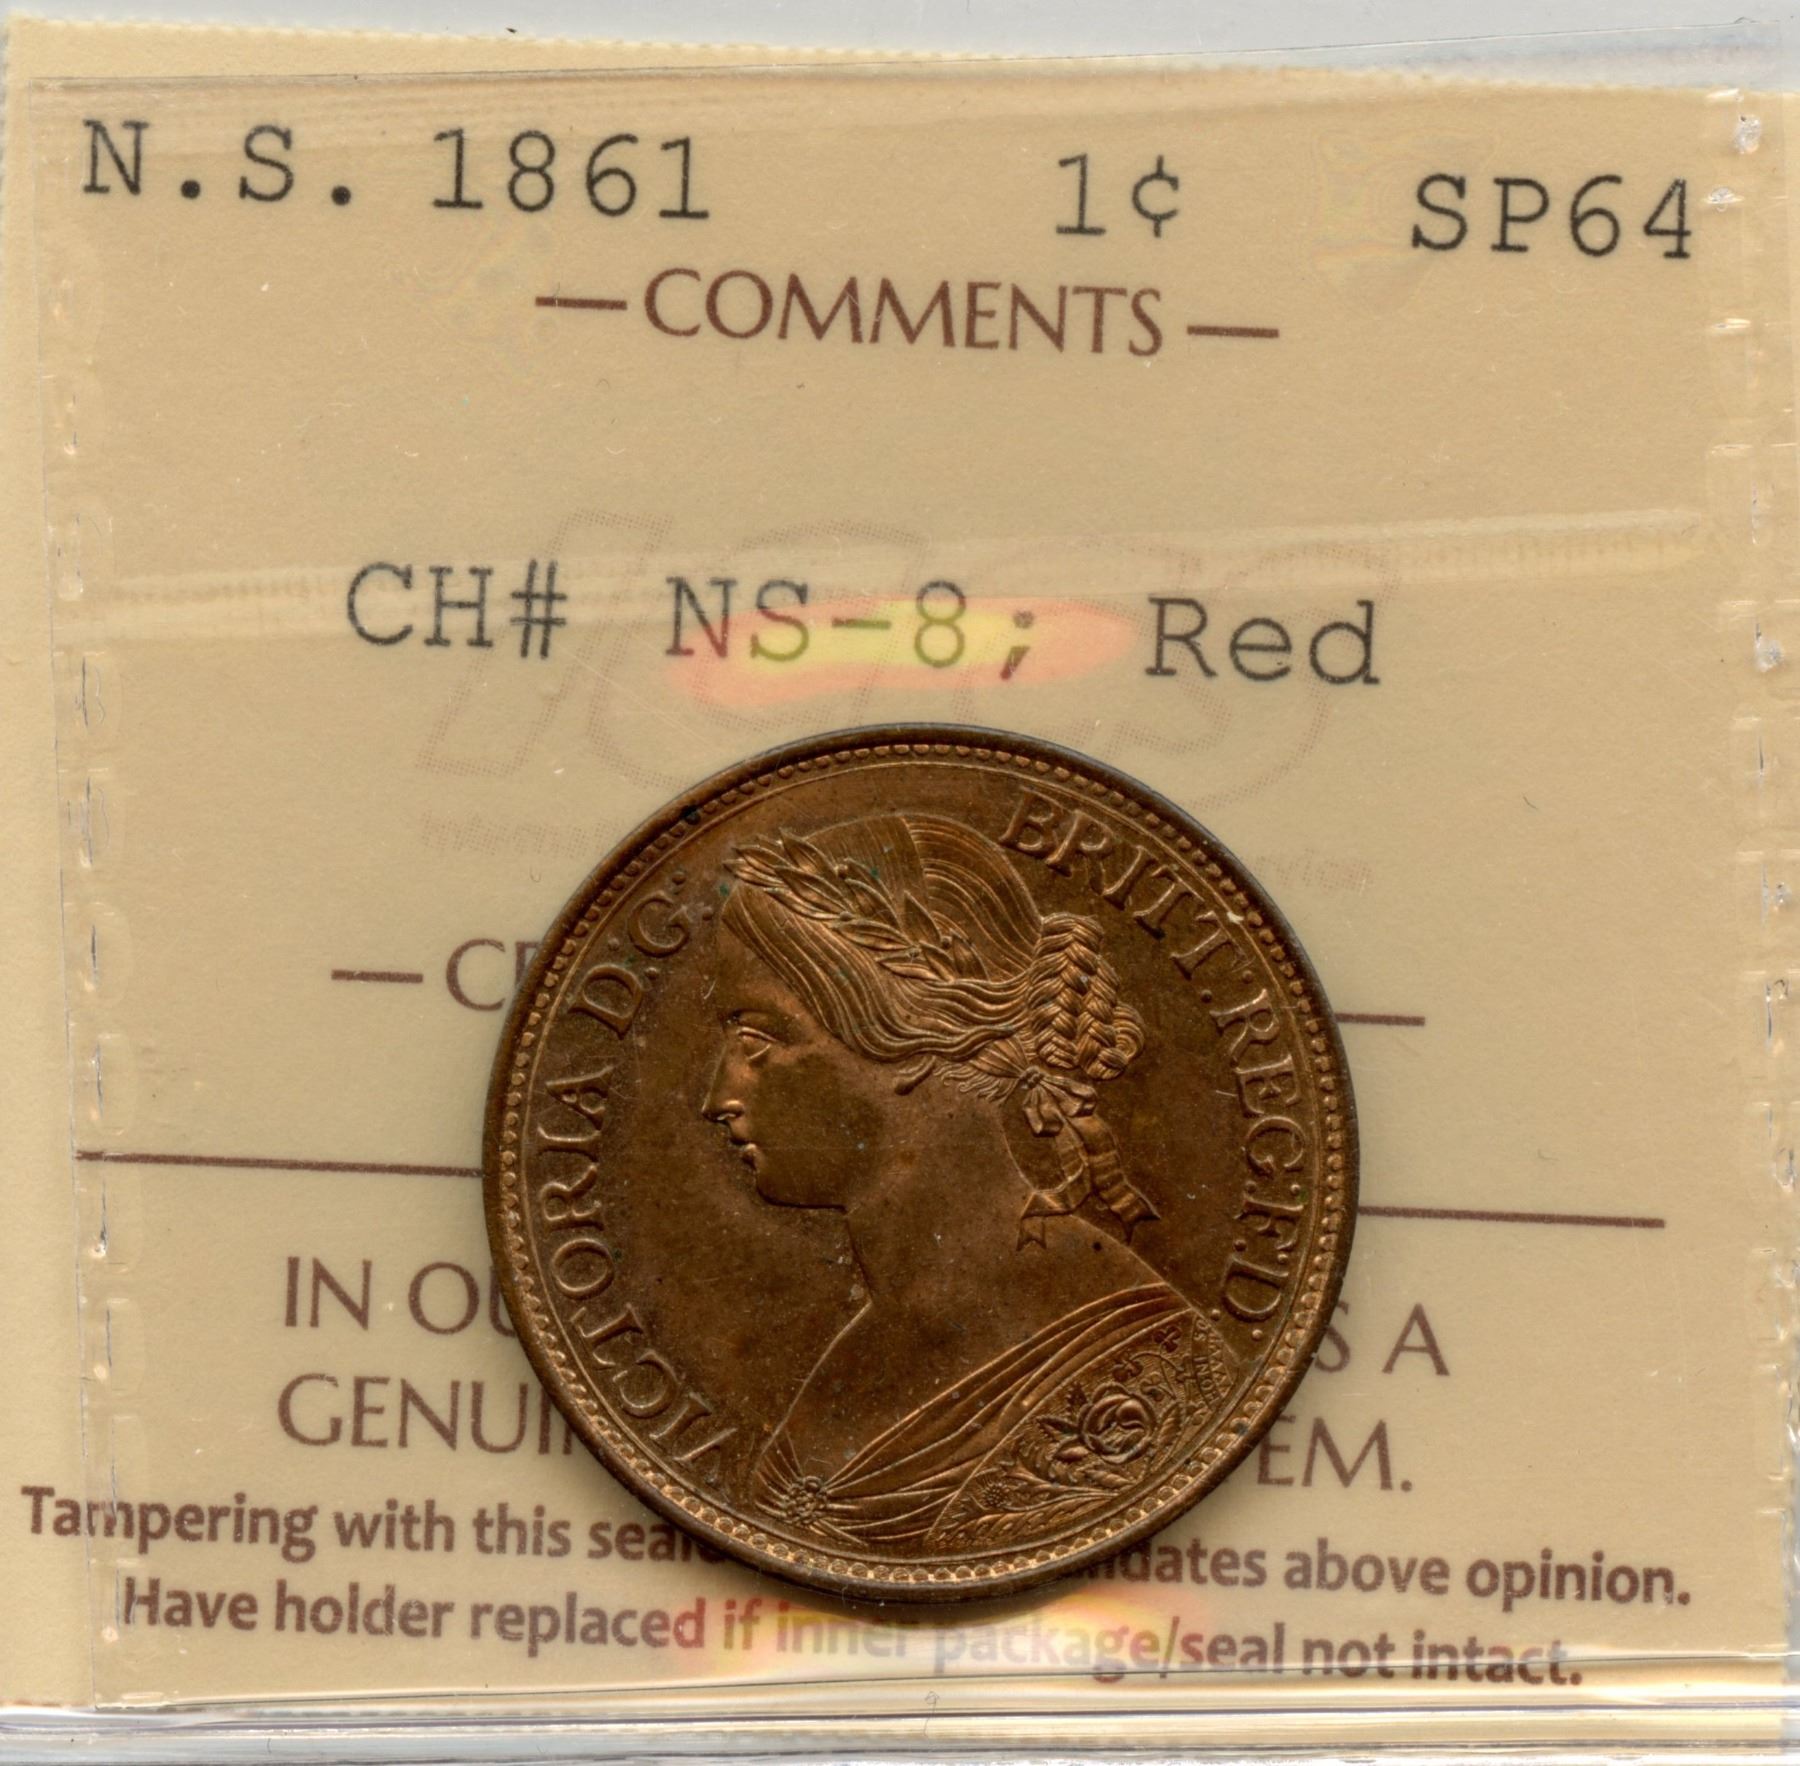 N.S. 1861 1¢ SP64
—COMMENTS—
CH# NS-8; Red
VICTORIA D:G: BRITT:REG:F:D:
IN OU S A
GENUIN EM.
Tampering with this seal dates above opinion.
Have holder replaced if inner package/seal not intact.